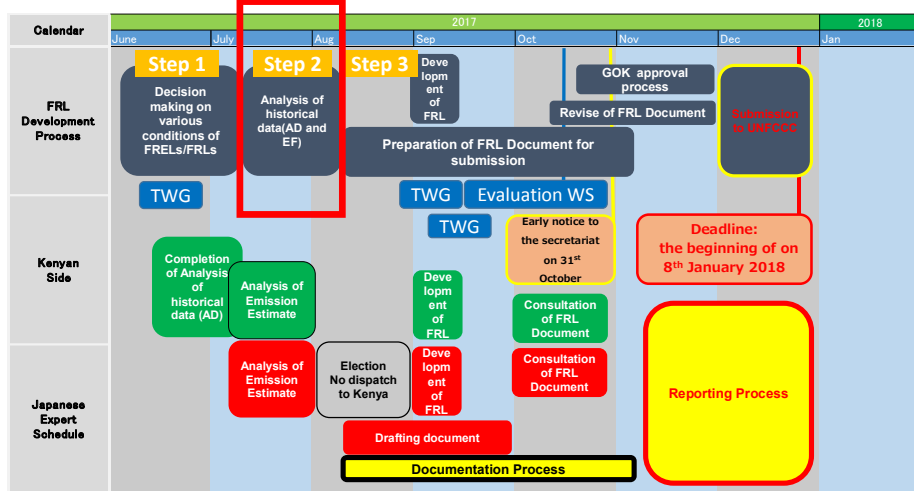 Calendar
2017
2018
June
July
Aug
Sep
Oct
Nov
Dec
Jan
FRL
Development
Process
Step 1
Decision
making on
various
conditions of
FRELs/FRLs
Step 2
Analysis of
historical
data(AD and
EF)
Step 3
Deve
lopm
ent
of
FRL
Preparation of FRL Document for
submission
GOK approval
process
Revise of FRL Document
Submission
to UNFCCC
TWG
TWG
Evaluation WS
TWG
Kenyan
Side
Completion
of Analysis
of
historical
data (AD)
Analysis of
Emission
Estimate
Deve
lopm
ent
of
FRL
Early notice to
the secretariat
on 31st
October
Consultation
of FRL
Document
Deadline:
the beginning of on
8th January 2018
Japanese
Expert
Schedule
Analysis of
Emission
Estimate
Election
No dispatch
to Kenya
Deve
lopm
ent
of FRL
Consultation
of FRL
Document
Reporting Process
Drafting document
Documentation Process